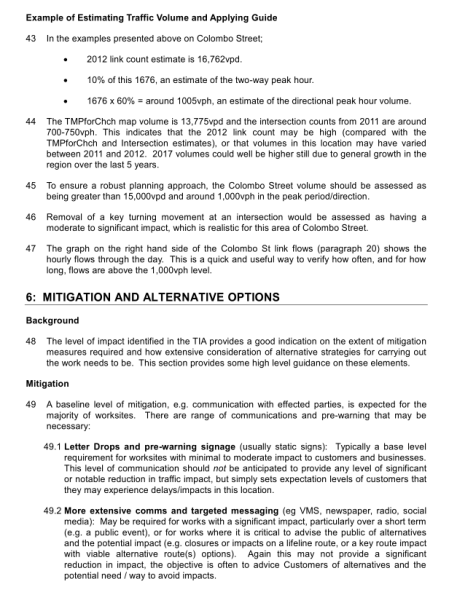 Example of Estimating Traffic Volume and Applying Guide
43 In the examples presented above on Colombo Street;
• 2012 link count estimate is 16,762vpd.
• 10% of this 1676, an estimate of the two-way peak hour.
• 1676 x 60% = around 1005vph, an estimate of the directional peak hour volume.
44 The TMPforChch map volume is 13,775vpd and the intersection counts from 2011 are around
700-750vph. This indicates that the 2012 link count may be high (compared with the
TMPforChch and Intersection estimates), or that volumes in this location may have varied
between 2011 and 2012. 2017 volumes could well be higher still due to general growth in the
region over the last 5 years.
45 To ensure a robust planning approach, the Colombo Street volume should be assessed as
being greater than 15,000vpd and around 1,000vph in the peak period/direction.
46 Removal of a key turning movement at an intersection would be assessed as having a
moderate to significant impact, which is realistic for this area of Colombo Street.
47 The graph on the right hand side of the Colombo St link flows (paragraph 20) shows the
hourly flows through the day. This is a quick and useful way to verify how often, and for how
long, flows are above the 1,000vph level.
6: MITIGATION AND ALTERNATIVE OPTIONS
Background
48 The level of impact identified in the TIA provides a good indication on the extent of mitigation
measures required and how extensive consideration of alternative strategies for carrying out
the work needs to be. This section provides some high level guidance on these elements.
Mitigation
49 A baseline level of mitigation, e.g. communication with effected parties, is expected for the
majority of worksites. There are range of communications and pre-warning that may be
necessary:
49.1 Letter Drops and pre-warning signage (usually static signs): Typically a base level
requirement for worksites with minimal to moderate impact to customers and businesses.
This level of communication should not be anticipated to provide any level of significant
or notable reduction in traffic impact, but simply sets expectation levels of customers that
they may experience delays/impacts in this location.
49.2 More extensive comms and targeted messaging (eg VMS, newspaper, radio, social
media): May be required for works with a significant impact, particularly over a short term
(e.g. a public event), or for works where it is critical to advise the public of alternatives
and the potential impact (e.g. closures or impacts on a lifeline route, or a key route impact
with viable alternative route(s) options). Again this may not provide a significant
reduction in impact, the objective is often to advice Customers of alternatives and the
potential need / way to avoid impacts.